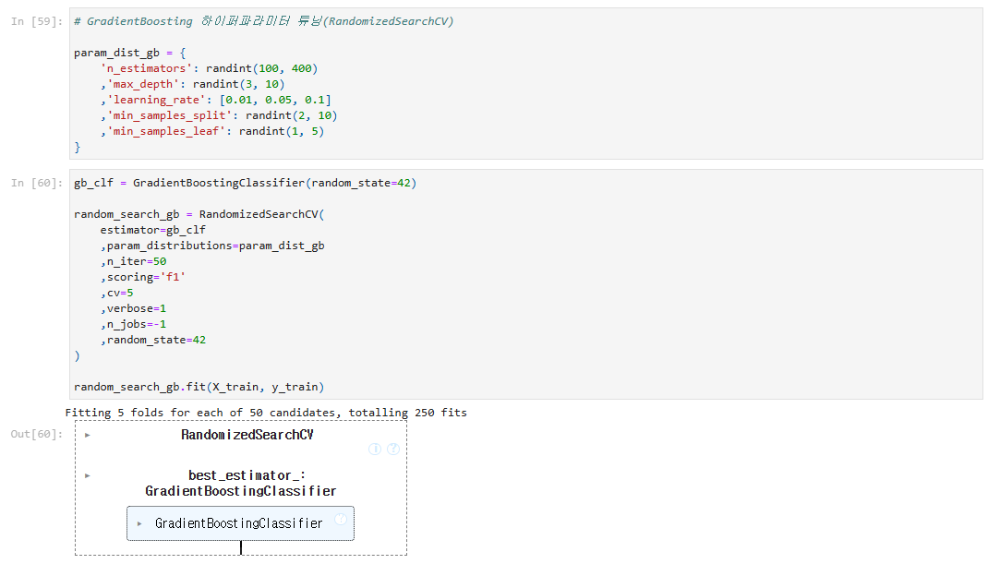 In [59]:
# GradientBoosting 하이퍼파라미터 튜닝(RandomizedSearchCV)
param_dist_gb = {
'n_estimators': randint(100, 400)
,'max_depth': randint(3, 10)
,'learning_rate': [0.01, 0.05, 0.1]
,'min_samples_split': randint(2, 10)
,'min_samples_leaf': randint(1, 5)
}
In [60]:
gb_clf = GradientBoostingClassifier(random_state=42)
random_search_gb = RandomizedSearchCV(
estimator=gb_clf
,param_distributions=param_dist_gb
,n_iter=50
,scoring='f1'
,cv=5
,verbose=1
,n_jobs=-1
,random_state=42
)
random_search_gb.fit(X_train, y_train)
Fitting 5 folds for each of 50 candidates, totalling 250 fits
Out[60]:
▸ RandomizedSearchCV
i ?
▸ best_estimator_:
GradientBoostingClassifier
▸ GradientBoostingClassifier ?